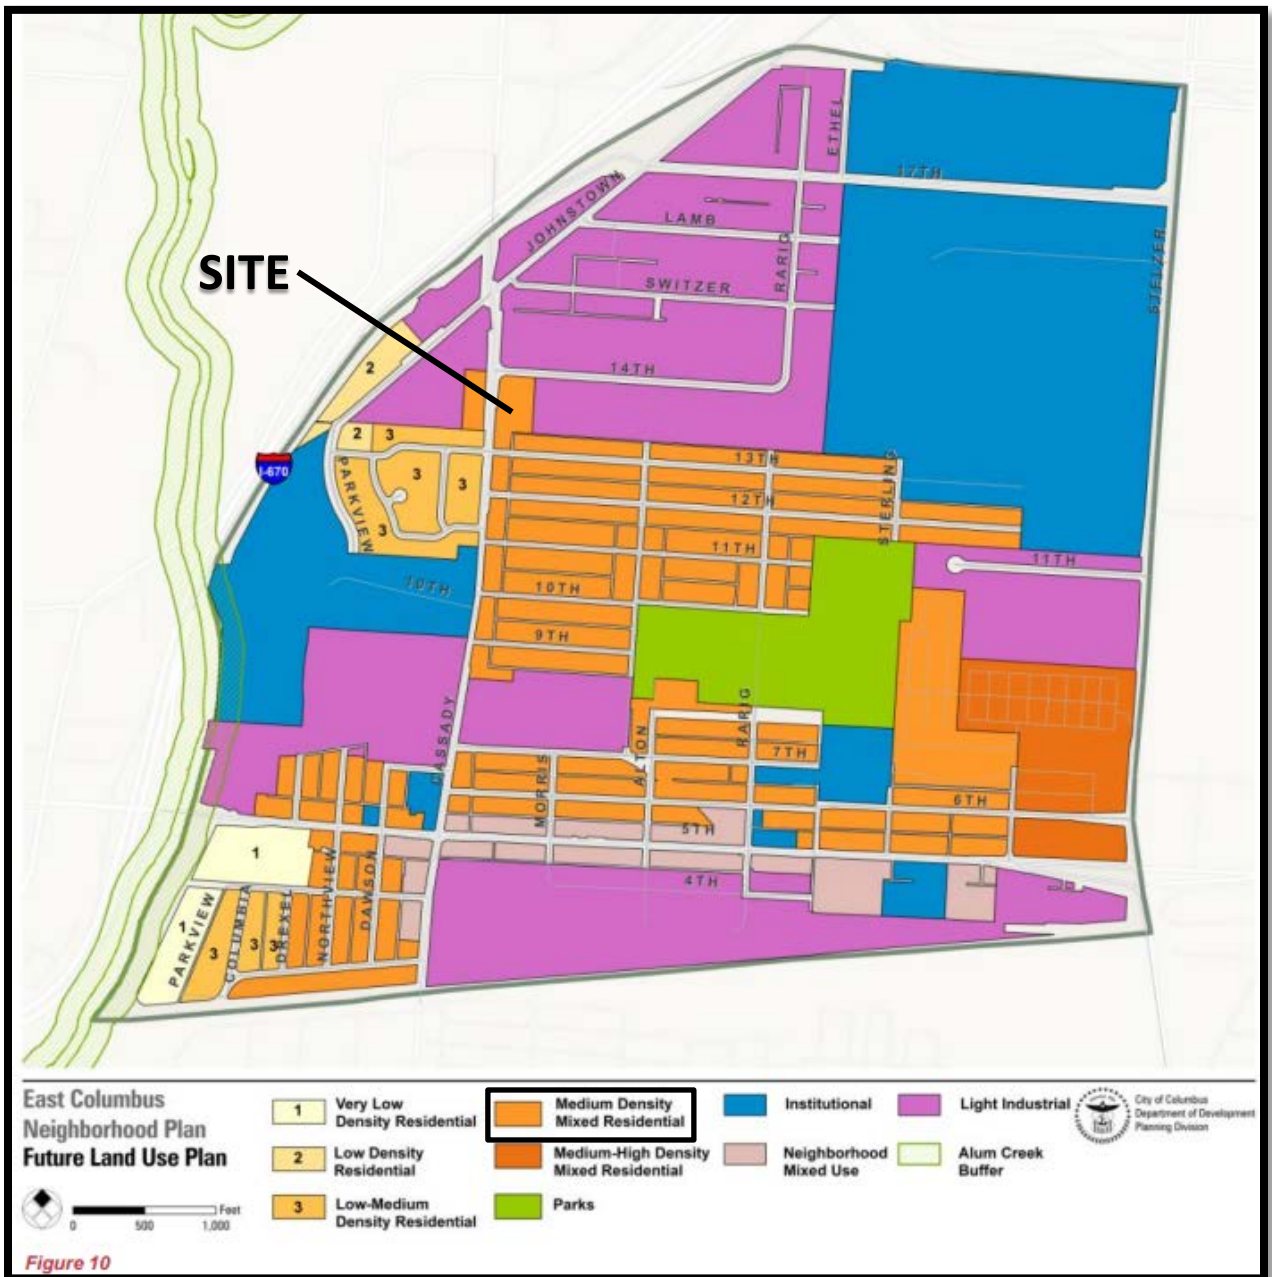 ETHEL
17TH
JOHNSTOWN
LAMB
RARIG
STELZER
SITE
SWITZER
2
14TH
2
3
13TH
I-670
3
3
STERLING
12TH
PARKVIEW
3
11TH
11TH
10TH
10TH
9TH
CASSADY
RARIG
ALTON
7TH
MORRIS
6TH
5TH
1
4TH
NORTHVIEW
DAWSON
1
PARKVIEW
COLUMBIA
DREXEL
3
3
3
East Columbus
Neighborhood Plan
Future Land Use Plan
0
500
1,000
Feet
Figure 10
1
Very Low
Density Residential
2
Low Density
Residential
3
Low-Medium
Density Residential
Medium Density
Mixed Residential
Medium-High Density
Mixed Residential
Parks
Institutional
Neighborhood
Mixed Use
Light Industrial
Alum Creek
Buffer
City of Columbus
Department of Development
Planning Division